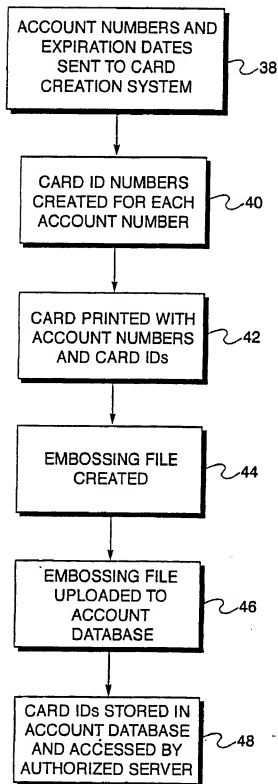 ACCOUNT NUMBERS AND
EXPIRATION DATES
SENT TO CARD
CREATION SYSTEM
38
CARD ID NUMBERS
CREATED FOR EACH
ACCOUNT NUMBER
40
CARD PRINTED WITH
ACCOUNT NUMBERS
AND CARD IDs
42
EMBOSSING FILE
CREATED
44
EMBOSSING FILE
UPLOADED TO
ACCOUNT
DATABASE
46
CARD IDs STORED IN
ACCOUNT DATABASE
AND ACCESSED BY
AUTHORIZED SERVER
48